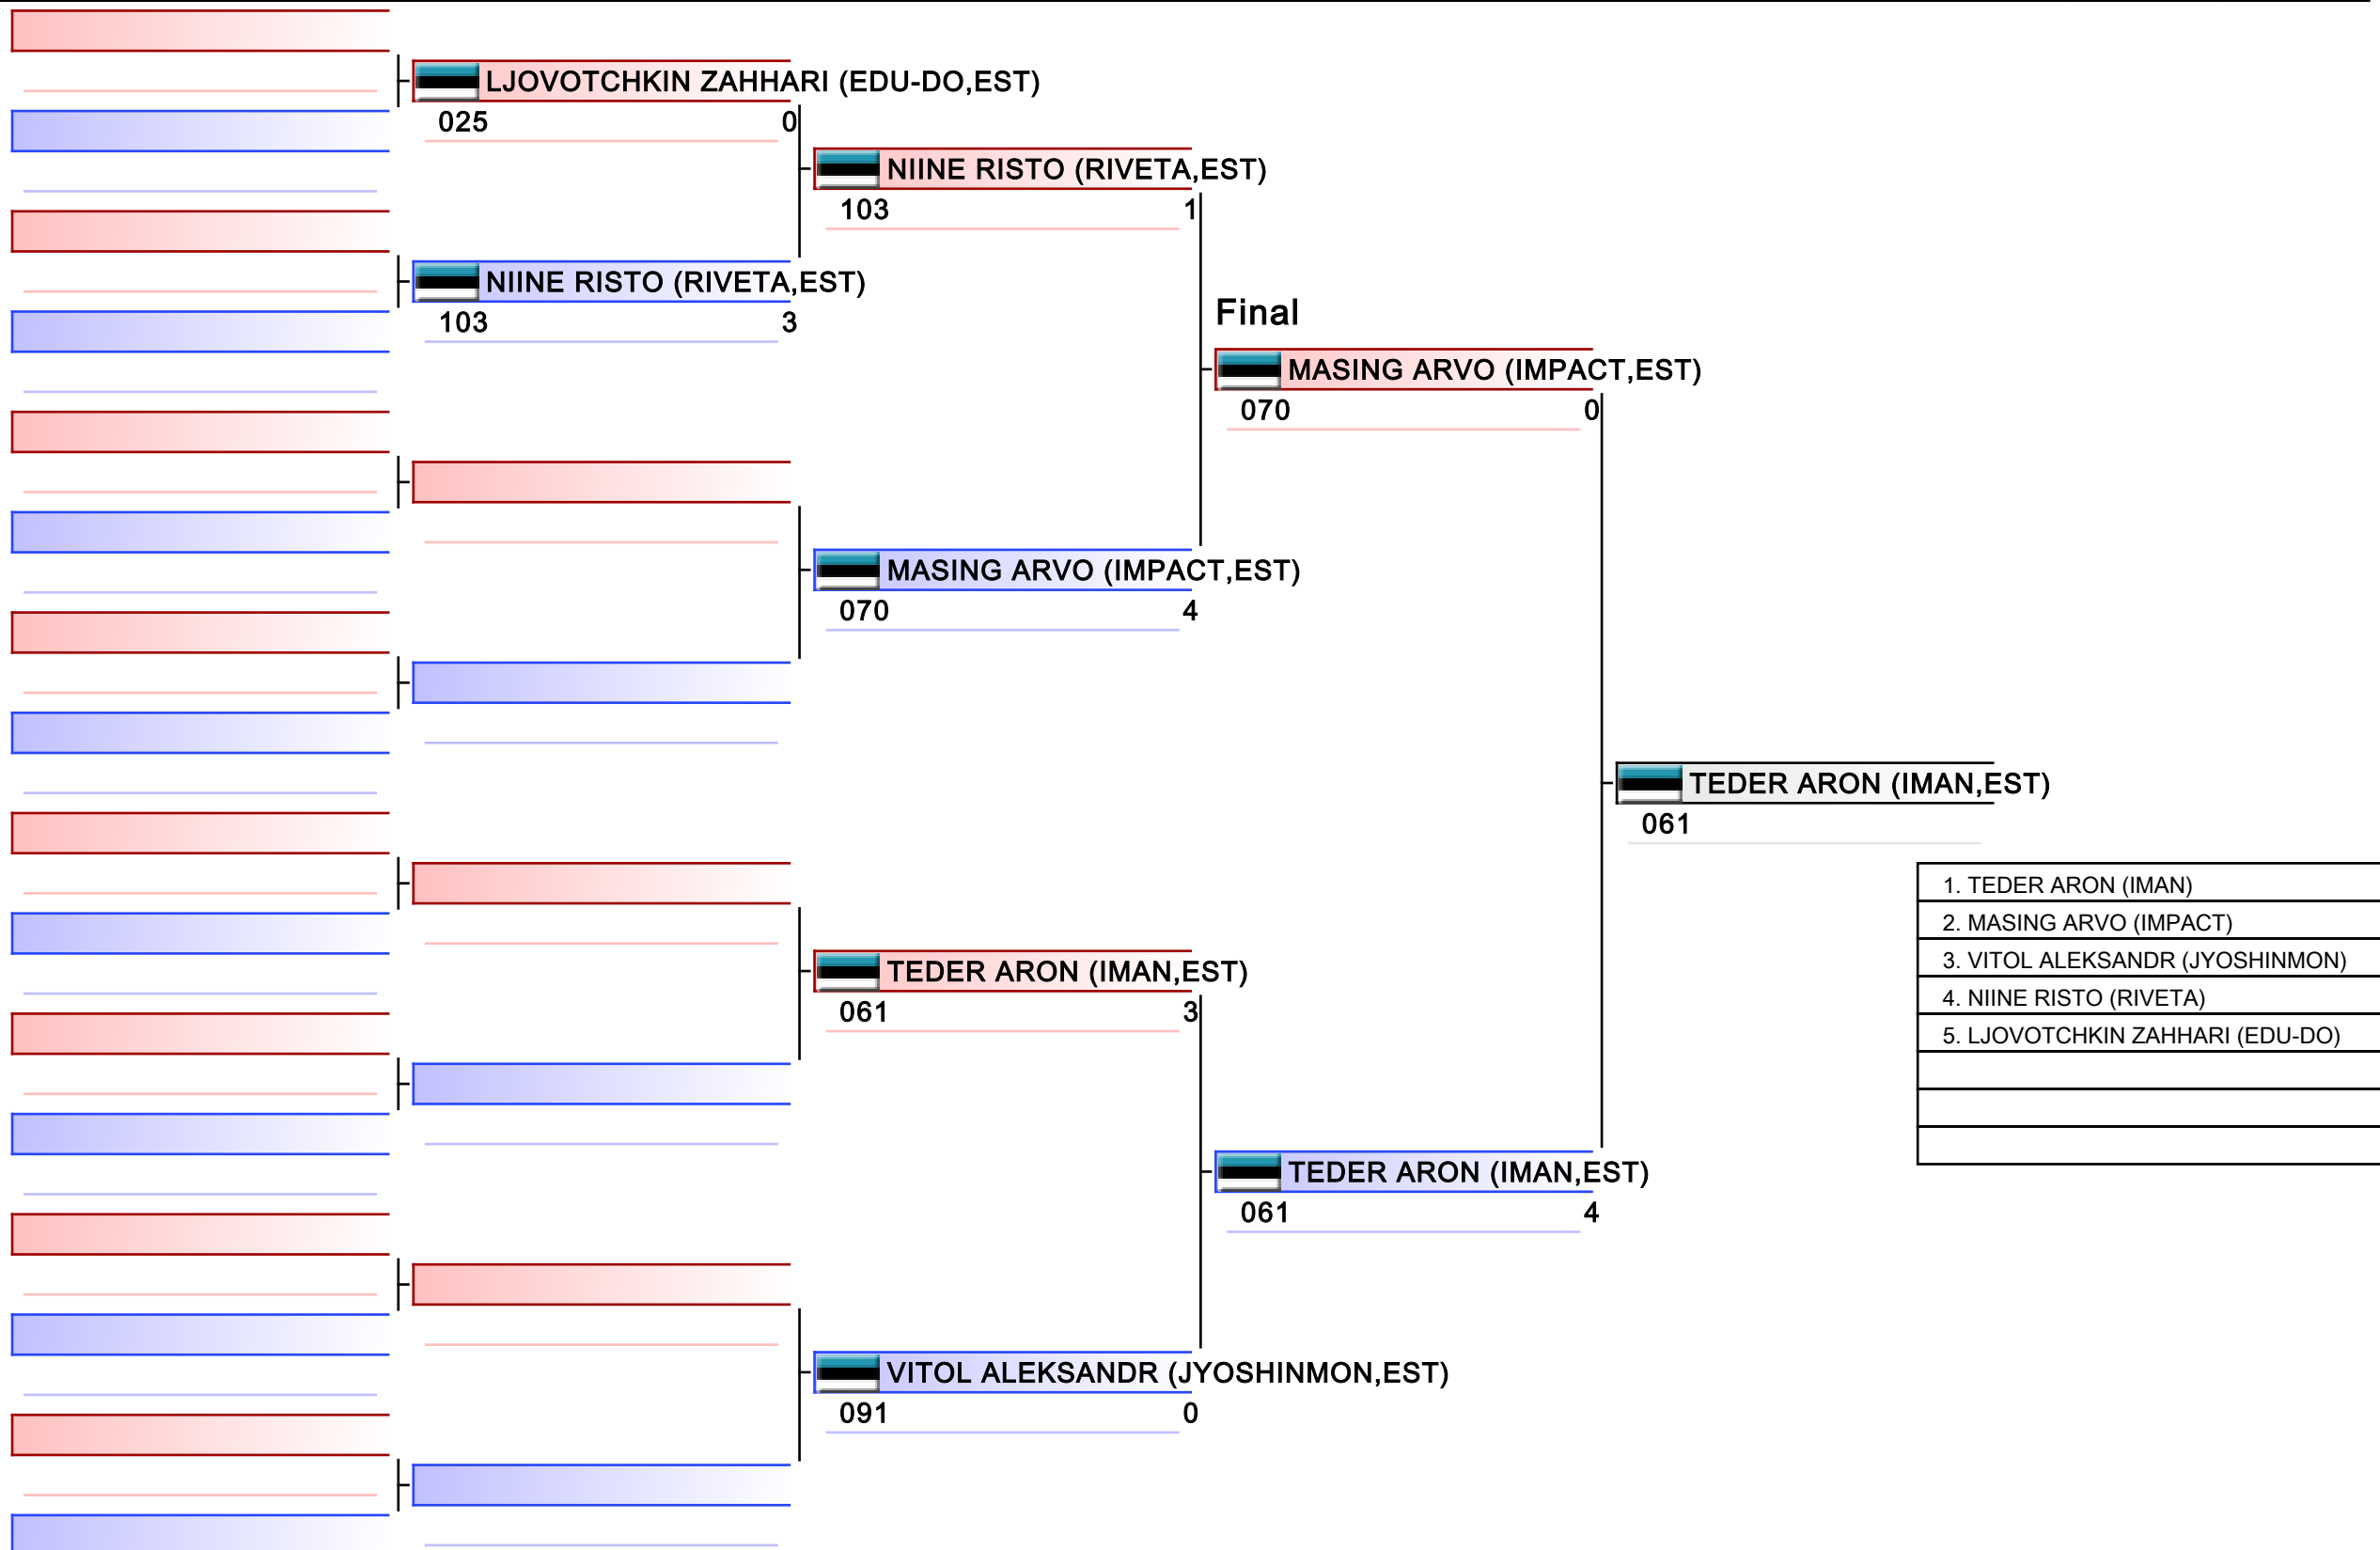 LJOVOTCHKIN ZAHHARI (EDU-DO,EST)
025 0
NIINE RISTO (RIVETA,EST)
103 1
NIINE RISTO (RIVETA,EST)
103 3
Final
MASING ARVO (IMPACT,EST)
070 0
MASING ARVO (IMPACT,EST)
070 4
TEDER ARON (IMAN,EST)
061
1. TEDER ARON (IMAN)
2. MASING ARVO (IMPACT)
3. VITOL ALEKSANDR (JYOSHINMON)
4. NIINE RISTO (RIVETA)
5. LJOVOTCHKIN ZAHHARI (EDU-DO)
TEDER ARON (IMAN,EST)
061 3
TEDER ARON (IMAN,EST)
061 4
VITOL ALEKSANDR (JYOSHINMON,EST)
091 0